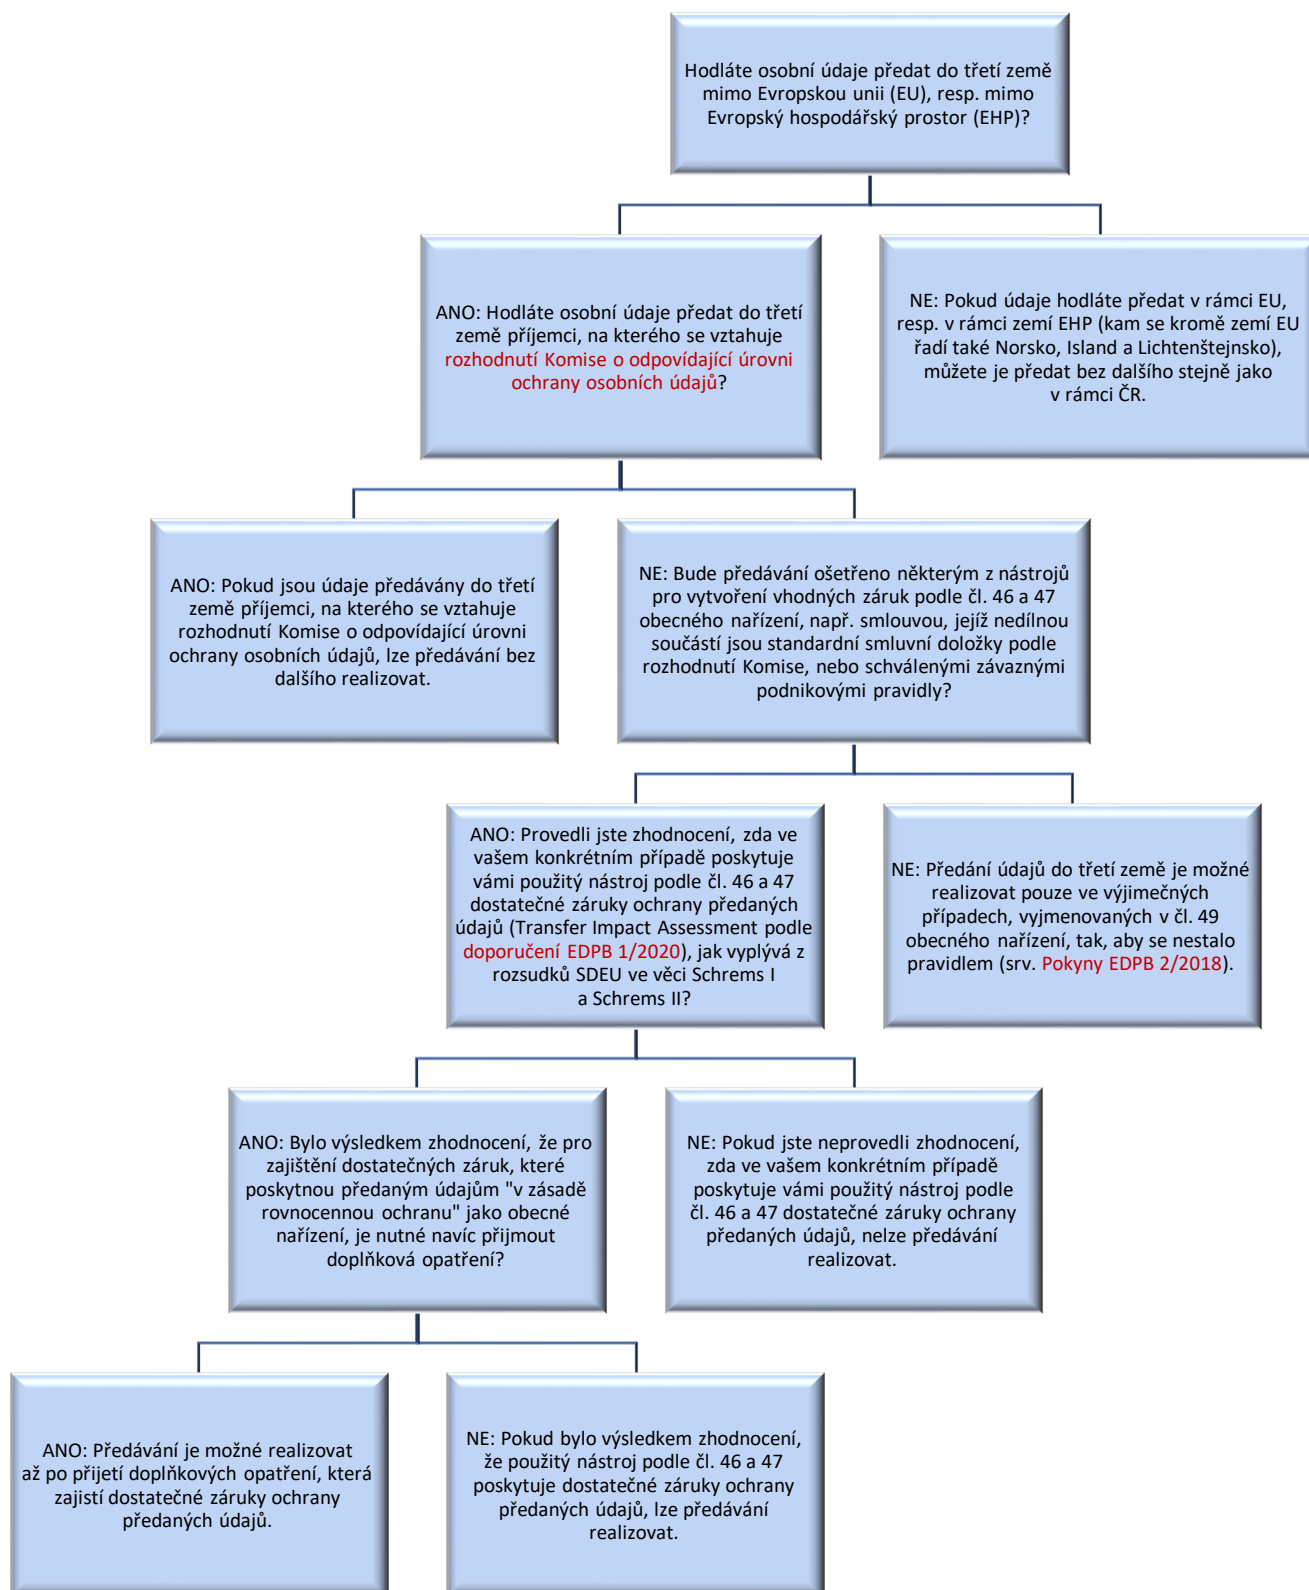 Hodláte osobní údaje předat do třetí země
mimo Evropskou unii (EU), resp. mimo
Evropský hospodářský prostor (EHP)?
ANO: Hodláte osobní údaje předat do třetí
země příjemci, na kterého se vztahuje
rozhodnutí Komise o odpovídající úrovni
ochrany osobních údajů?
NE: Pokud údaje hodláte předat v rámci EU,
resp. v rámci zemí EHP (kam se kromě zemí EU
řadí také Norsko, Island a Lichtenštejnsko),
můžete je předat bez dalšího stejně jako
v rámci ČR.
ANO: Pokud jsou údaje předávány do třetí
země příjemci, na kterého se vztahuje
rozhodnutí Komise o odpovídající úrovni
ochrany osobních údajů, lze předávání bez
dalšího realizovat.
NE: Bude předávání ošetřeno některým z nástrojů
pro vytvoření vhodných záruk podle čl. 46 a 47
obecného nařízení, např. smlouvou, jejíž nedílnou
součástí jsou standardní smluvní doložky podle
rozhodnutí Komise, nebo schválenými závaznými
podnikovými pravidly?
ANO: Provedli jste zhodnocení, zda ve
vašem konkrétním případě poskytuje
vámi použitý nástroj podle čl. 46 a 47
dostatečné záruky ochrany předaných
údajů (Transfer Impact Assessment podle
doporučení EDPB 1/2020), jak vyplývá z
rozsudků SDEU ve věci Schrems I
a Schrems II?
NE: Předání údajů do třetí země je možné
realizovat pouze ve výjimečných
případech, vyjmenovaných v čl. 49
obecného nařízení, tak, aby se nestalo
pravidlem (srv. Pokyny EDPB 2/2018).
ANO: Bylo výsledkem zhodnocení, že pro
zajištění dostatečných záruk, které
poskytnou předaným údajům "v zásadě
rovnocennou ochranu" jako obecné
nařízení, je nutné navíc přijmout
doplňková opatření?
NE: Pokud jste neprovedli zhodnocení,
zda ve vašem konkrétním případě
poskytuje vámi použitý nástroj podle
čl. 46 a 47 dostatečné záruky ochrany
předaných údajů, nelze předávání
realizovat.
ANO: Předávání je možné realizovat
až po přijetí doplňkových opatření, která
zajistí dostatečné záruky ochrany
předaných údajů.
NE: Pokud bylo výsledkem zhodnocení,
že použitý nástroj podle čl. 46 a 47
poskytuje dostatečné záruky ochrany
předaných údajů, lze předávání
realizovat.